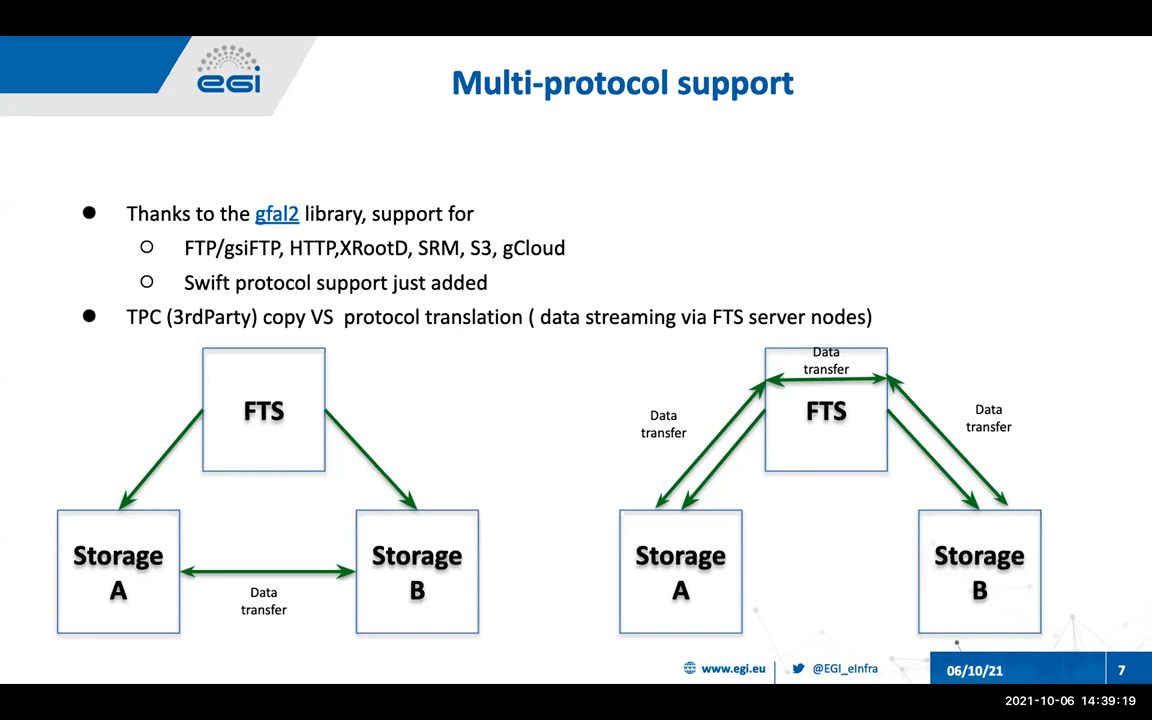 egi
Multi-protocol support
Thanks to the gfal2 library, support for
FTP/gsiFTP, HTTP,XRootD, SRM, S3, gCloud
Swift protocol support just added
TPC (3rdParty) copy VS protocol translation ( data streaming via FTS server nodes)
FTS
Storage
A
Storage
B
Data
transfer
Data
transfer
FTS
Data
transfer
Data
transfer
Storage
A
Storage
B
www.egi.eu
@EGI_eInfra
06/10/21
7
2021-10-06 14:39:19